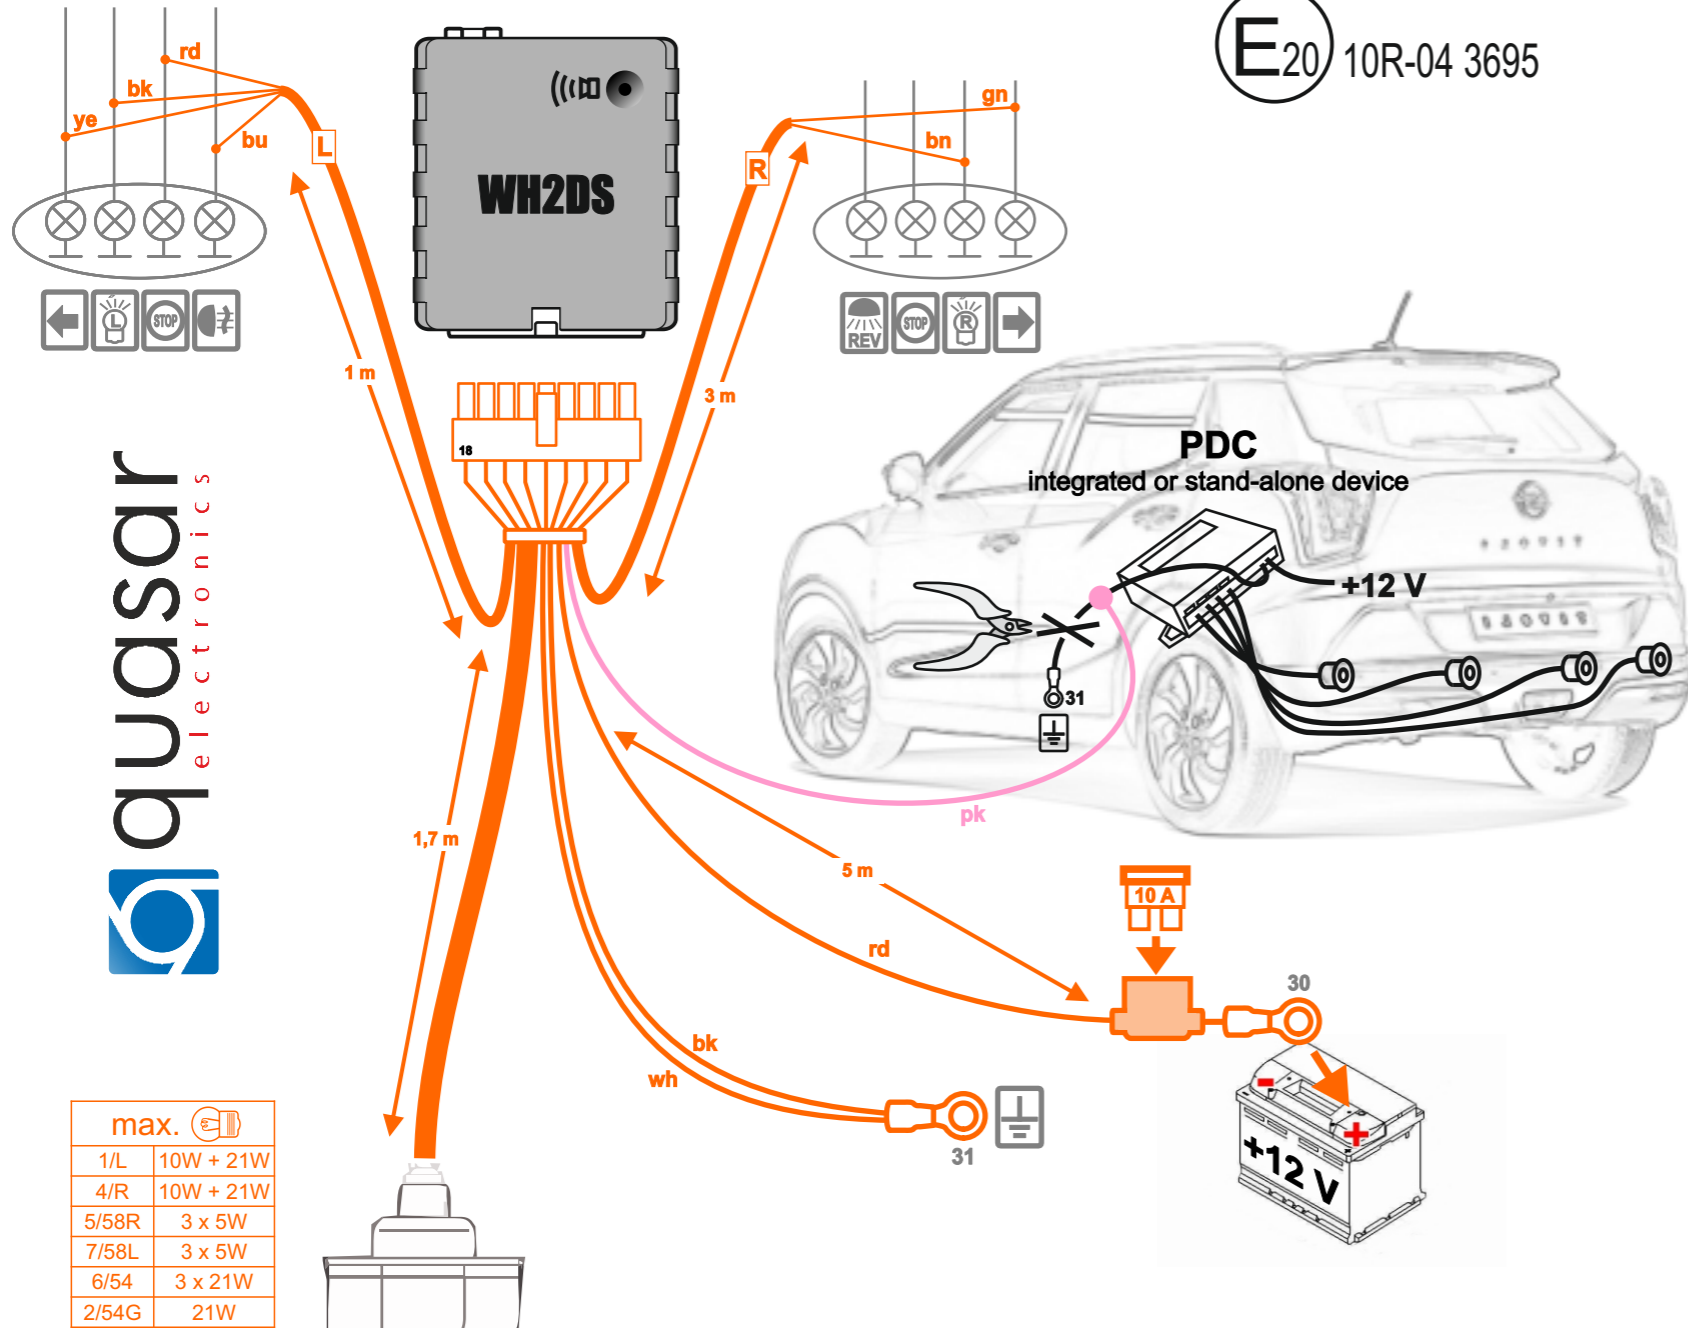 rd
bk
ye
bu
L
WH2DS
R
gn
bn
E20 10R-04 3695
L
STOP
REV
STOP
R
1 m
3 m
18
quasar
electronics
PDC
integrated or stand-alone device
+12 V
31
pk
1,7 m
5 m
10 A
rd
30
bk
wh
31
+12 V
max.
1/L 10W + 21W
4/R 10W + 21W
5/58R 3 x 5W
7/58L 3 x 5W
6/54 3 x 21W
2/54G 21W